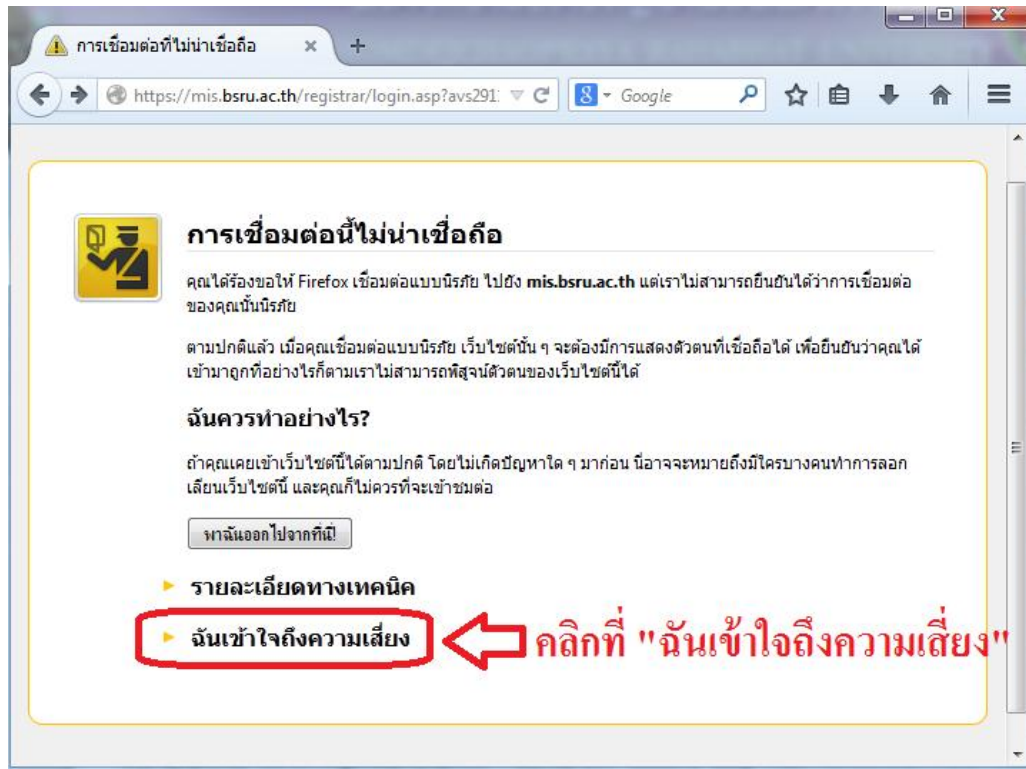 การเชื่อมต่อที่ไม่น่าเชื่อถือ
https://mis.bsru.ac.th/registrar/login.asp?avs291
Google
การเชื่อมต่อนี้ไม่น่าเชื่อถือ
คุณได้ร้องขอให้ Firefox เชื่อมต่อแบบนิรภัย ไปยัง mis.bsru.ac.th แต่เราไม่สามารถยืนยันได้ว่าการเชื่อมต่อ
ของคุณนั้นนิรภัย
ตามปกติแล้ว เมื่อคุณเชื่อมต่อแบบนิรภัย เว็บไซต์นั้น ๆ จะต้องมีการแสดงตัวตนที่เชื่อถือได้ เพื่อยืนยันว่าคุณได้
เข้ามาถูกที่อย่างไรก็ตามเราไม่สามารถพิสูจน์ตัวตนของเว็บไซต์นี้ได้
ฉันควรทำอย่างไร?
ถ้าคุณเคยเข้าเว็บไซต์นี้ได้ตามปกติ โดยไม่เกิดปัญหาใด ๆ มาก่อน นี่อาจจะหมายถึงมีใครบางคนทำการลอก
เลียนเว็บไซต์นี้ และคุณก็ไม่ควรที่จะเข้าชมต่อ
พาฉันออกไปจากที่นี่!
รายละเอียดทางเทคนิค
ฉันเข้าใจถึงความเสี่ยง
คลิกที่ "ฉันเข้าใจถึงความเสี่ยง"